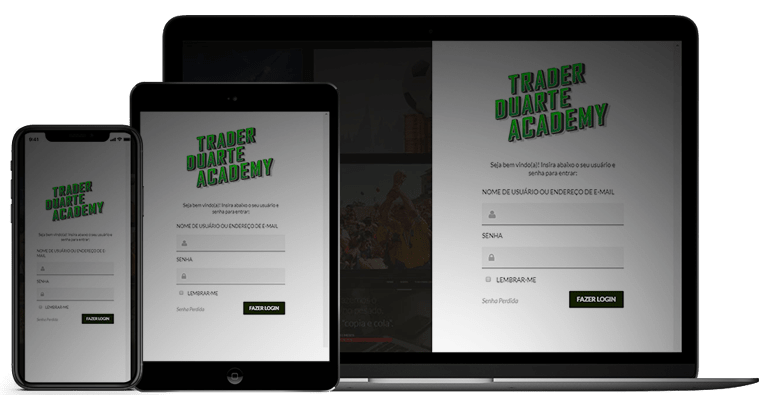 TRADER
DUARTE
ACADEMY
Seja bem vindo(a)! Insira abaixo o seu usuário e
senha para entrar:
NOME DE USUÁRIO OU ENDEREÇO DE E-MAIL
SENHA
LEMBRAR-ME
Senha Perdida
FAZER LOGIN
"copia e cola".
TRADER
DUARTE
ACADEMY
Seja bem vindo(a)! Insira abaixo o seu usuário e
senha para entrar:
NOME DE USUÁRIO OU ENDEREÇO DE E-MAIL
SENHA
LEMBRAR-ME
Senha Perdida
FAZER LOGIN
9:41
TRADER
DUARTE
ACADEMY
Seja bem vindo(a)! Insira abaixo o seu usuário e
senha para entrar:
NOME DE USUÁRIO OU ENDEREÇO DE E-
MAIL
SENHA
LEMBRAR-ME
Senha Perdida
FAZER LOGIN